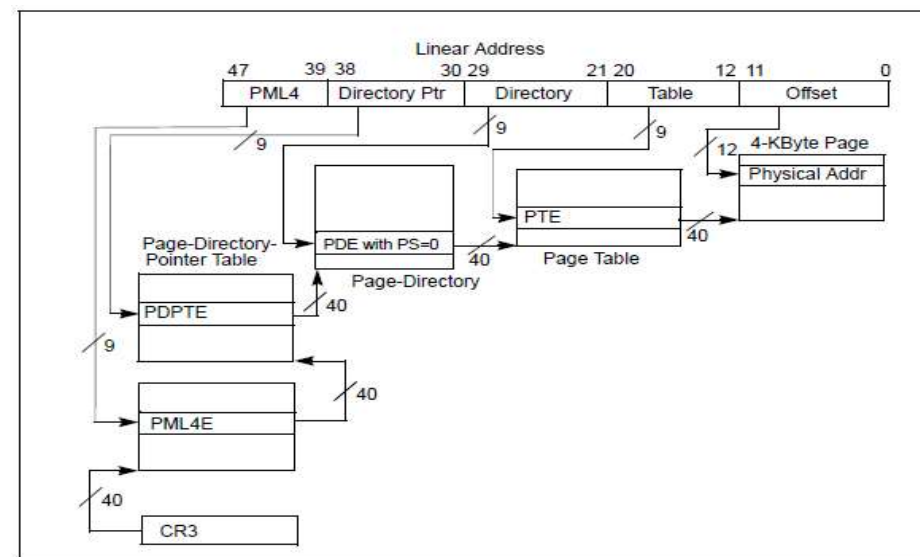 Linear Address
47 39 38 30 29 21 20 12 11 0
PML4 Directory Ptr Directory Table Offset
9 9 9
12 4-KByte Page
Physical Addr
PTE
40
PDE with PS=0
40
Page Table
Page-Directory-
Pointer Table
Page-Directory
40
PDPTE
9
40
PML4E
40
CR3